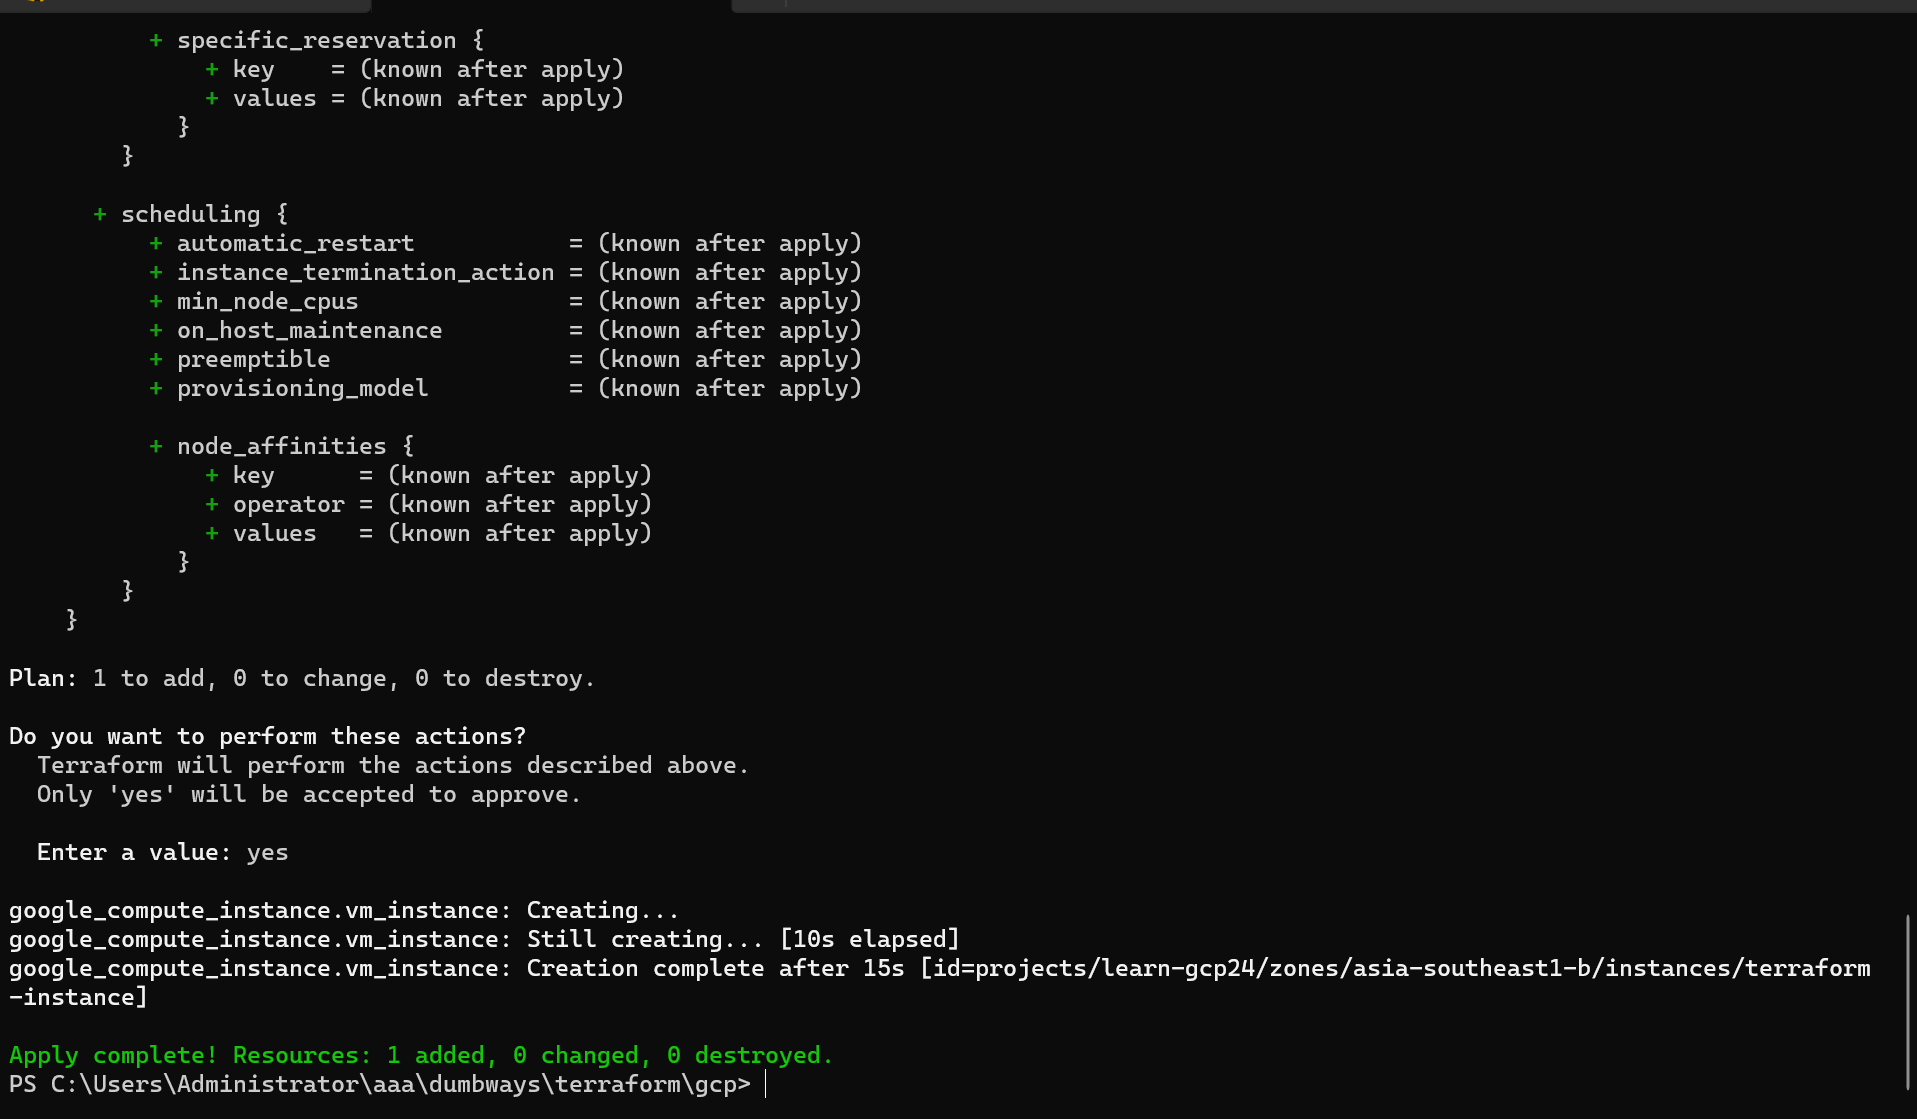 + specific_reservation {
+ key    = (known after apply)
+ values = (known after apply)
}
}
+ scheduling {
+ automatic_restart           = (known after apply)
+ instance_termination_action = (known after apply)
+ min_node_cpus               = (known after apply)
+ on_host_maintenance         = (known after apply)
+ preemptible                 = (known after apply)
+ provisioning_model          = (known after apply)
+ node_affinities {
+ key      = (known after apply)
+ operator = (known after apply)
+ values   = (known after apply)
}
}
}
Plan: 1 to add, 0 to change, 0 to destroy.
Do you want to perform these actions?
Terraform will perform the actions described above.
Only 'yes' will be accepted to approve.
Enter a value: yes
google_compute_instance.vm_instance: Creating...
google_compute_instance.vm_instance: Still creating... [10s elapsed]
google_compute_instance.vm_instance: Creation complete after 15s [id=projects/learn-gcp24/zones/asia-southeast1-b/instances/terraform
-instance]
Apply complete! Resources: 1 added, 0 changed, 0 destroyed.
PS C:\Users\Administrator\aaa\dumbways\terraform\gcp>